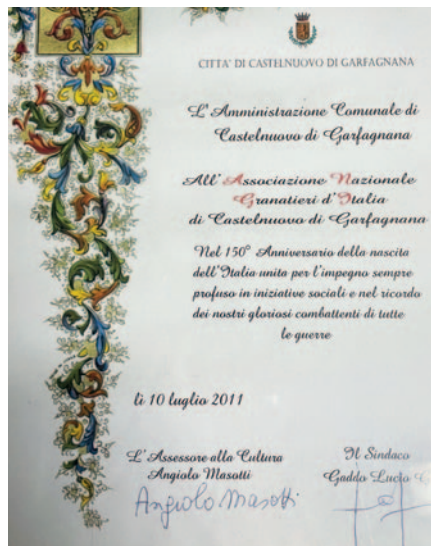 CITTA' DI CASTELNUOVO DI GARFAGNANA
L'Amministrazione Comunale di
Castelnuovo di Garfagnana
All'Associazione Nazionale
Granatieri d'Italia
di Castelnuovo di Garfagnana
Nel 150° Anniversario della nascita
dell'Italia unita per l'impegno sempre
profuso in iniziative sociali e nel ricordo
dei nostri gloriosi combattenti di tutte
le guerre
lì 10 luglio 2011
L'Assessore alla Cultura
Angiolo Masotti
Angiolo Masotti
Il Sindaco
Gaddo Lucio